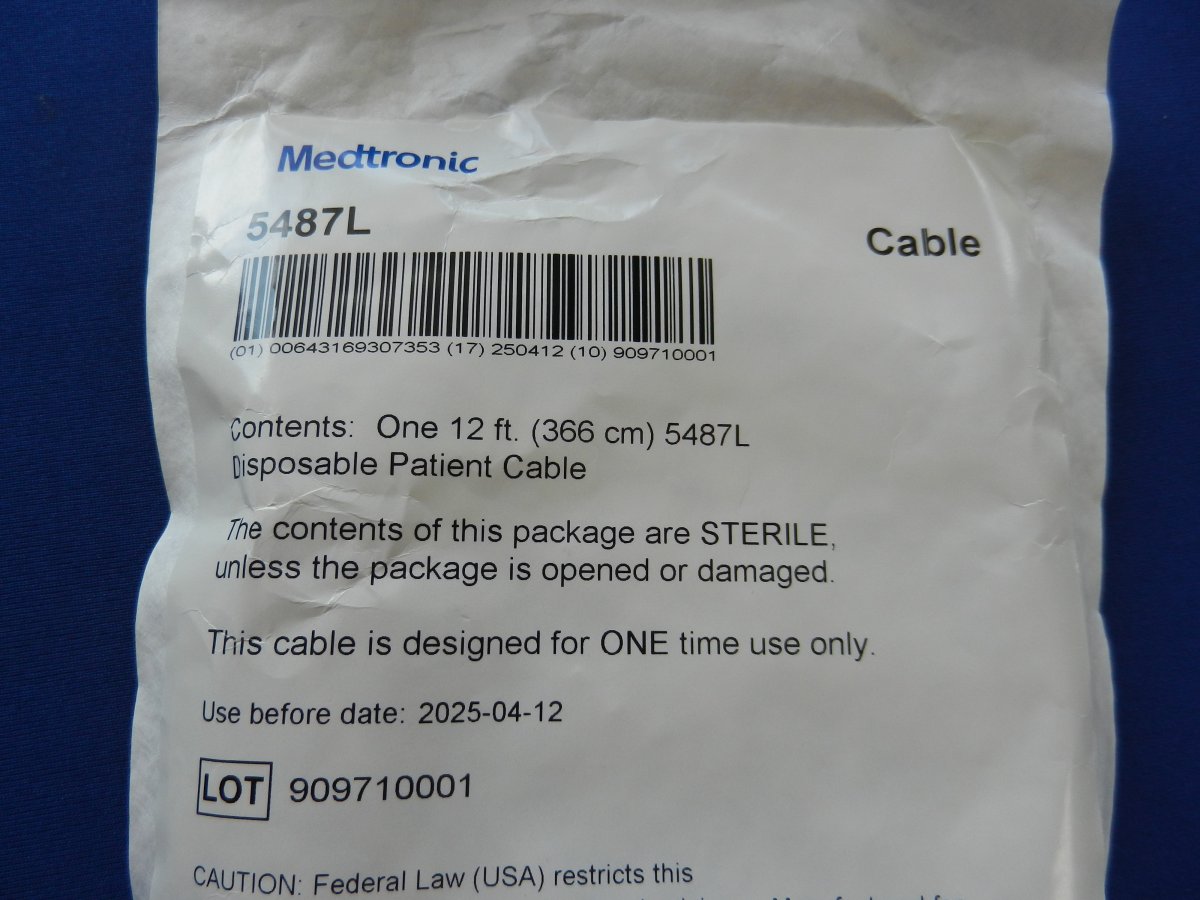 Medtronic
5487L
Cable
(01) 00643169307353 (17) 250412 (10) 909710001
Contents: One 12 ft. (366 cm) 5487L
Disposable Patient Cable
The contents of this package are STERILE,
unless the package is opened or damaged.
This cable is designed for ONE time use only.
Use before date: 2025-04-12
LOT 909710001
CAUTION: Federal Law (USA) restricts this